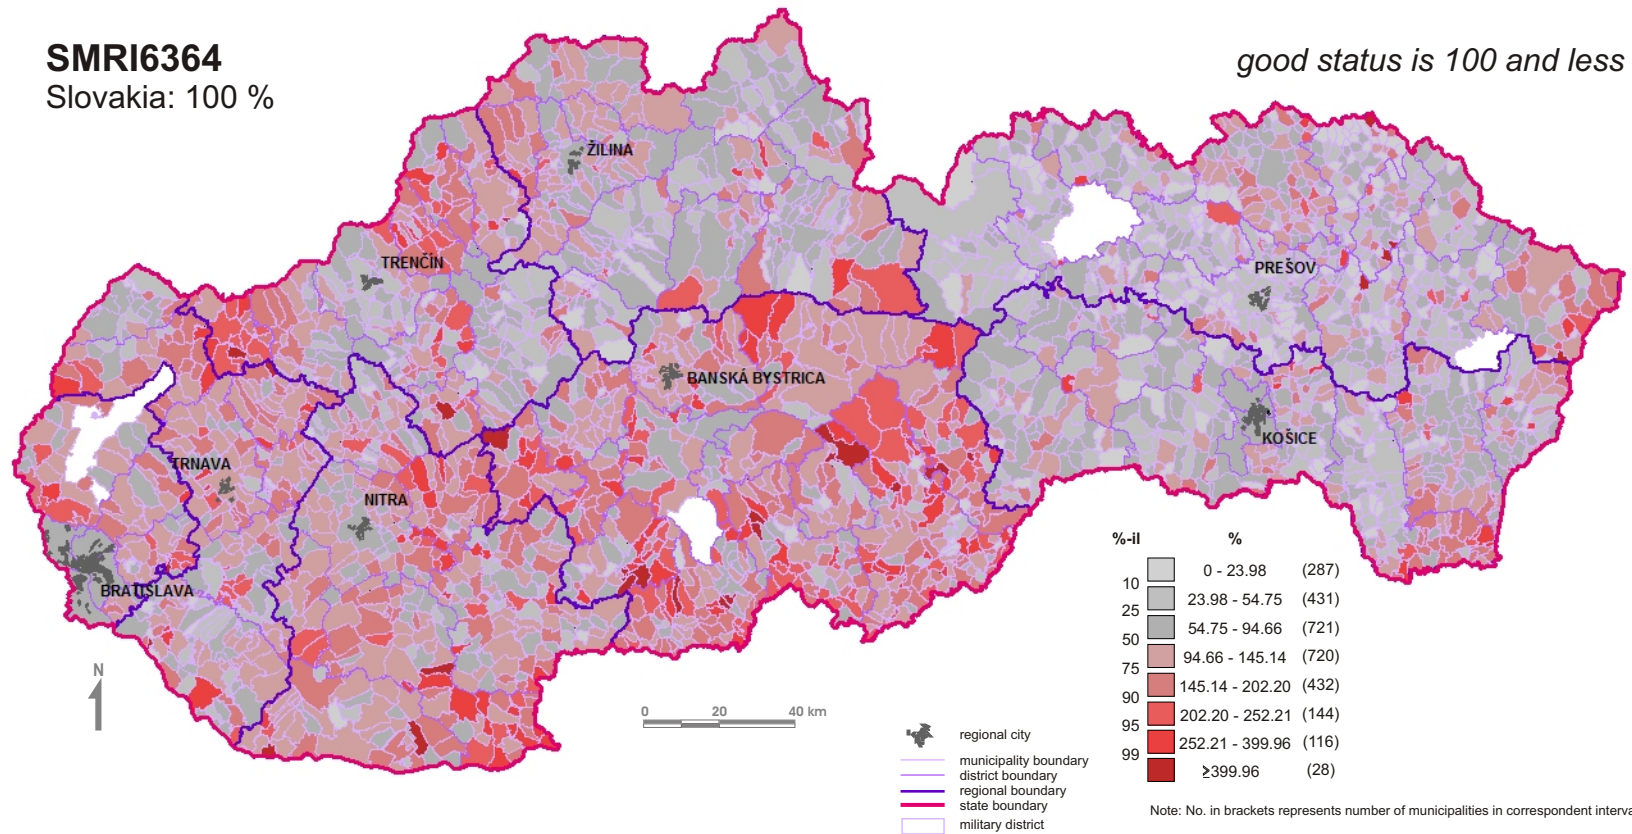 SMRI6364
Slovakia: 100 %
good status is 100 and less
ŽILINA
TRENČÍN
PREŠOV
BANSKÁ BYSTRICA
KOŠICE
TRNAVA
NITRA
BRATISLAVA
N
0 20 40 km
regional city
municipality boundary
district boundary
regional boundary
state boundary
military district
%-il %
0 - 23.98 (287)
10
23.98 - 54.75 (431)
25
54.75 - 94.66 (721)
50
94.66 - 145.14 (720)
75
145.14 - 202.20 (432)
90
202.20 - 252.21 (144)
95
252.21 - 399.96 (116)
99
≥399.96 (28)
Note: No. in brackets represents number of municipalities in correspondent interva